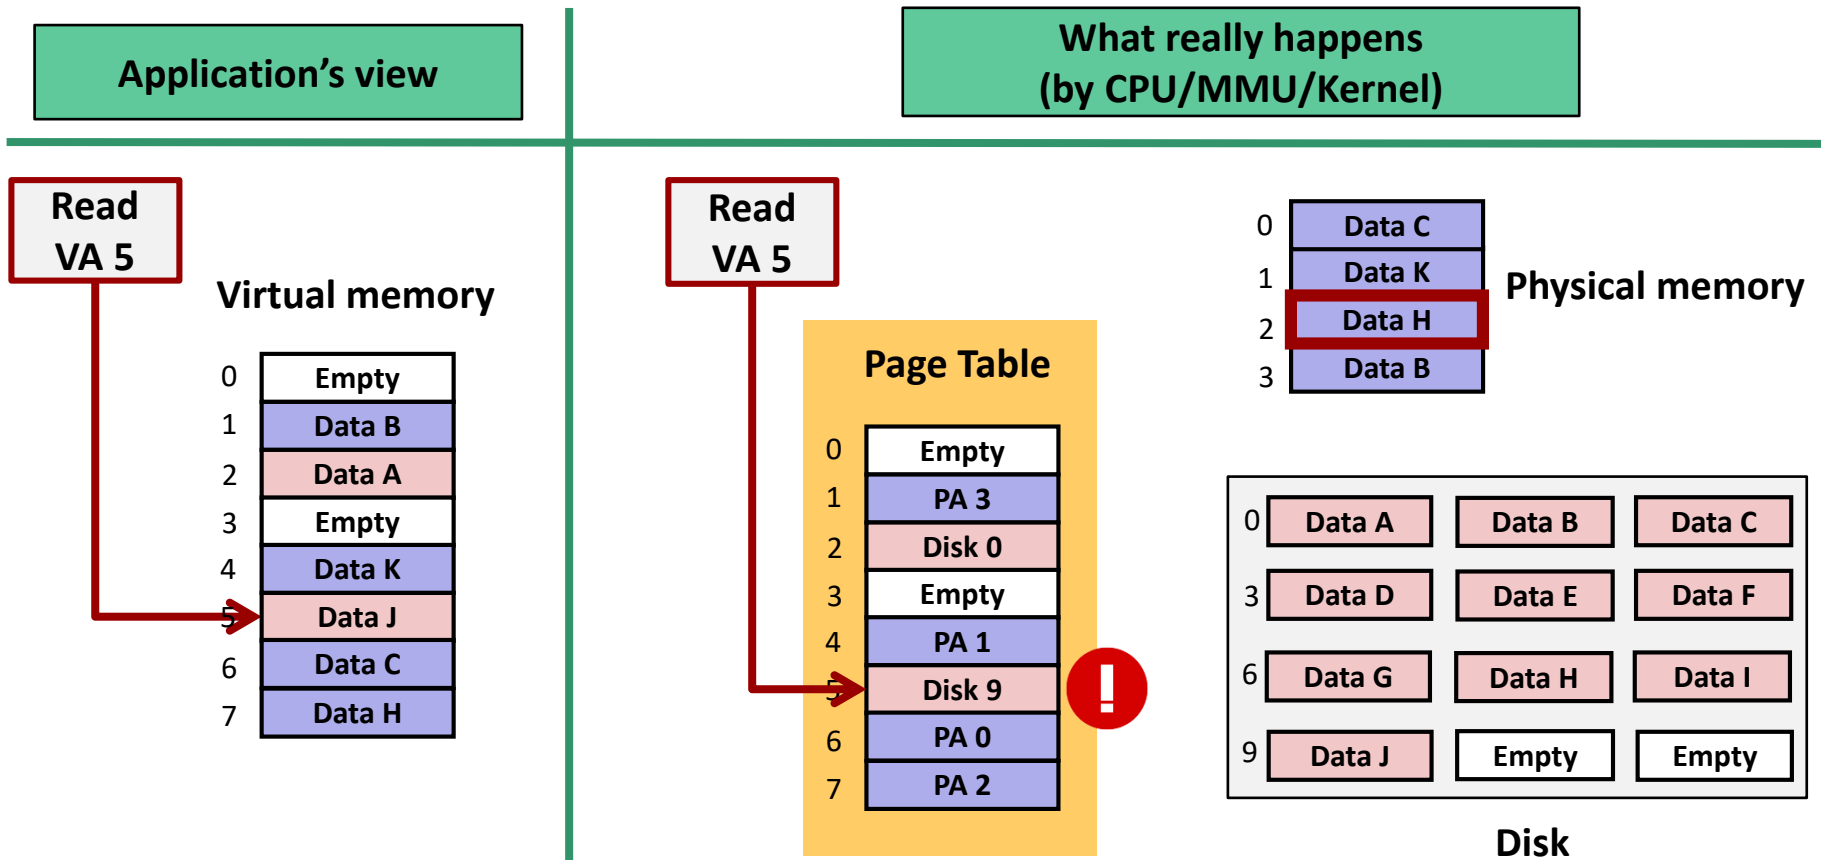 Application’s view
What really happens
(by CPU/MMU/Kernel)
Read
VA 5
Virtual memory
0 Empty
1 Data B
2 Data A
3 Empty
4 Data K
5 Data J
6 Data C
7 Data H
Read
VA 5
Page Table
0 Empty
1 PA 3
2 Disk 0
3 Empty
4 PA 1
5 Disk 9
6 PA 0
7 PA 2
!
0 Data C
1 Data K
2 Data H
3 Data B
Physical memory
0 Data A Data B Data C
3 Data D Data E Data F
6 Data G Data H Data I
9 Data J Empty Empty
Disk